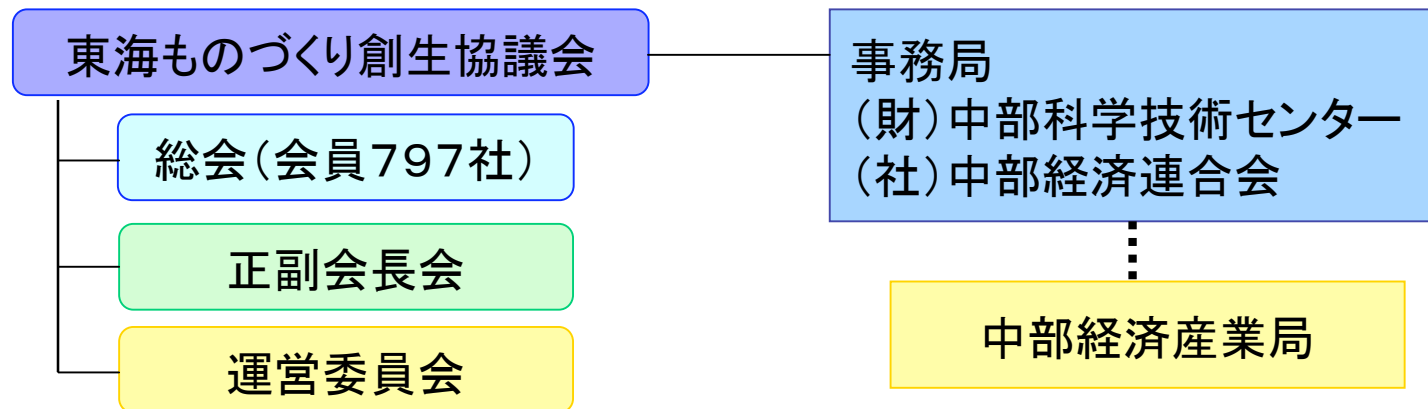 東海ものづくり創生協議会
総会(会員797社)
正副会長会
運営委員会
事務局
(財)中部科学技術センター
(社)中部経済連合会
中部経済産業局